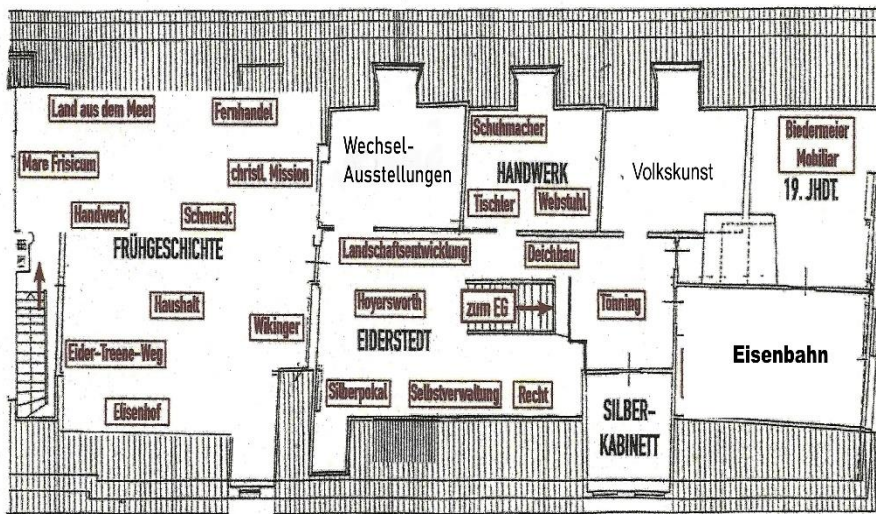 Land aus dem Meer
Fernhandel
Mare Frisicum
christl. Mission
Handwerk
Schmuck
FRÜHGESCHICHTE
Haushalt
Wikinger
Eider-Treene-Weg
Elisenhof
Wechsel-
Ausstellungen
Schuhmacher
HANDWERK
Tischler
Webstuhl
Volkskunst
Biedermeier
Mobiliar
19. JHDT.
Landschaftsentwicklung
Deichbau
Hoyersworth
zum EG
Tönning
EIDERSTEDT
Silberpokal
Selbstverwaltung
Recht
SILBER-
KABINETT
Eisenbahn